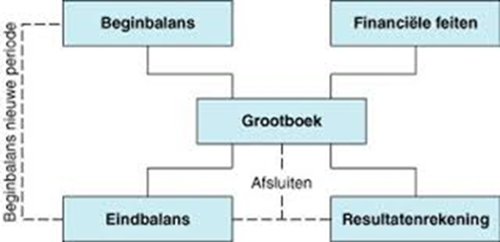 Beginbalans
Financiële feiten
Beginbalans nieuwe periode
Grootboek
Afsluiten
Eindbalans
Resultatenrekening